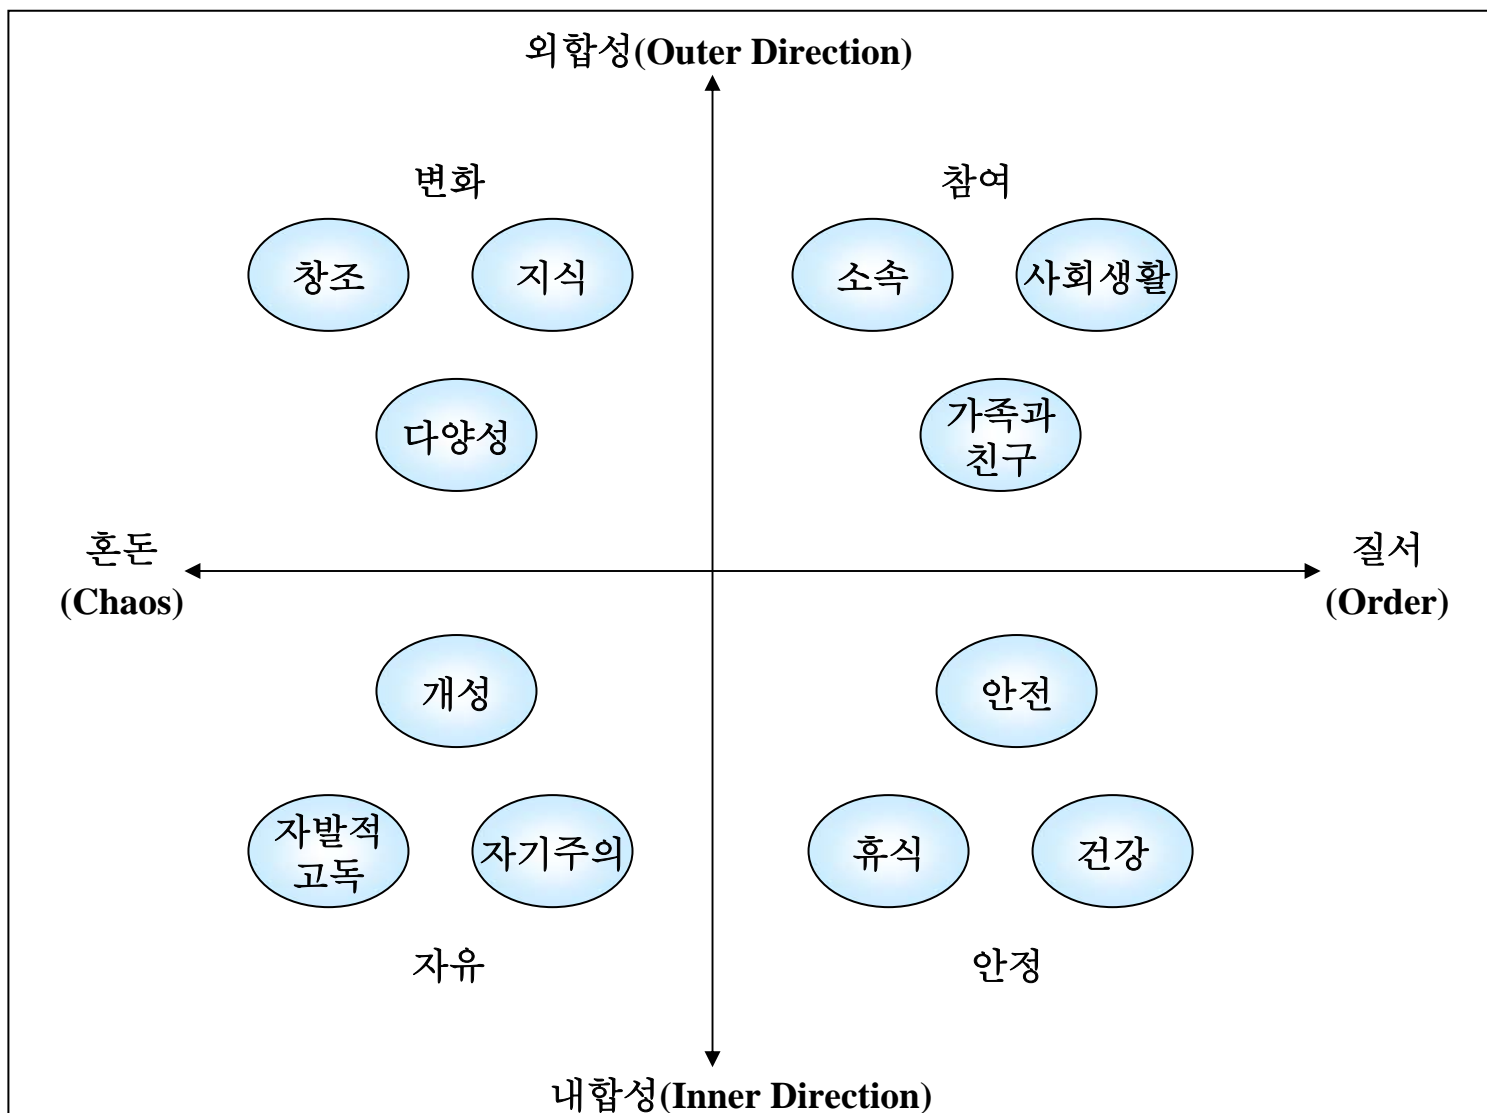 외합성(Outer Direction)
변화
참여
창조
지식
소속
사회생활
다양성
가족과
친구
혼돈
(Chaos)
질서
(Order)
개성
안전
자발적
고독
자기주의
휴식
건강
자유
안정
내합성(Inner Direction)